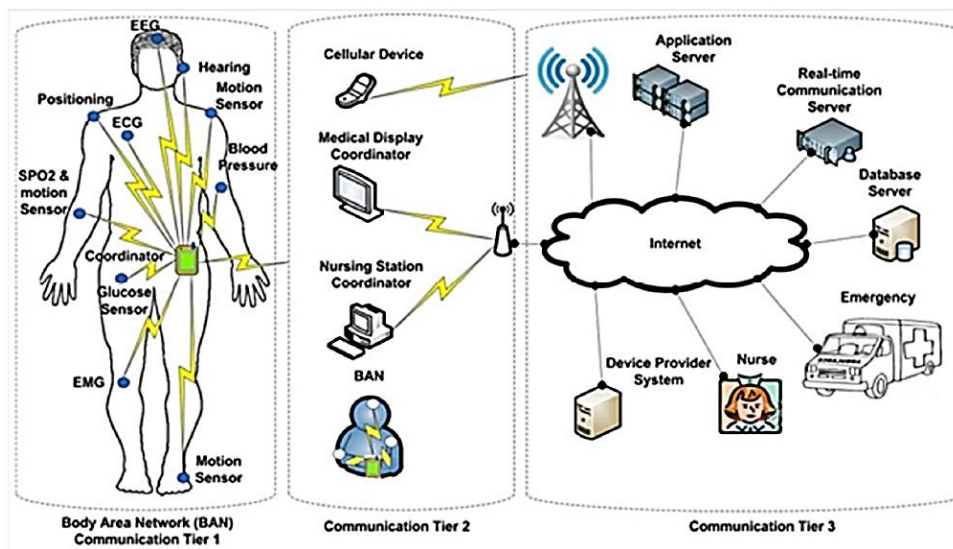 EEG
Hearing
Motion
Sensor
Positioning
ECG
Blood
Pressure
SPO2 &
motion
Sensor
Coordinator
Glucose
Sensor
EMG
Motion
Sensor
Body Area Network (BAN)
Communication Tier 1
Cellular Device
Medical Display
Coordinator
Nursing Station
Coordinator
BAN
Communication Tier 2
Application
Server
Real-time
Communication
Server
Database
Server
Internet
Emergency
Device Provider
System
Nurse
Communication Tier 3